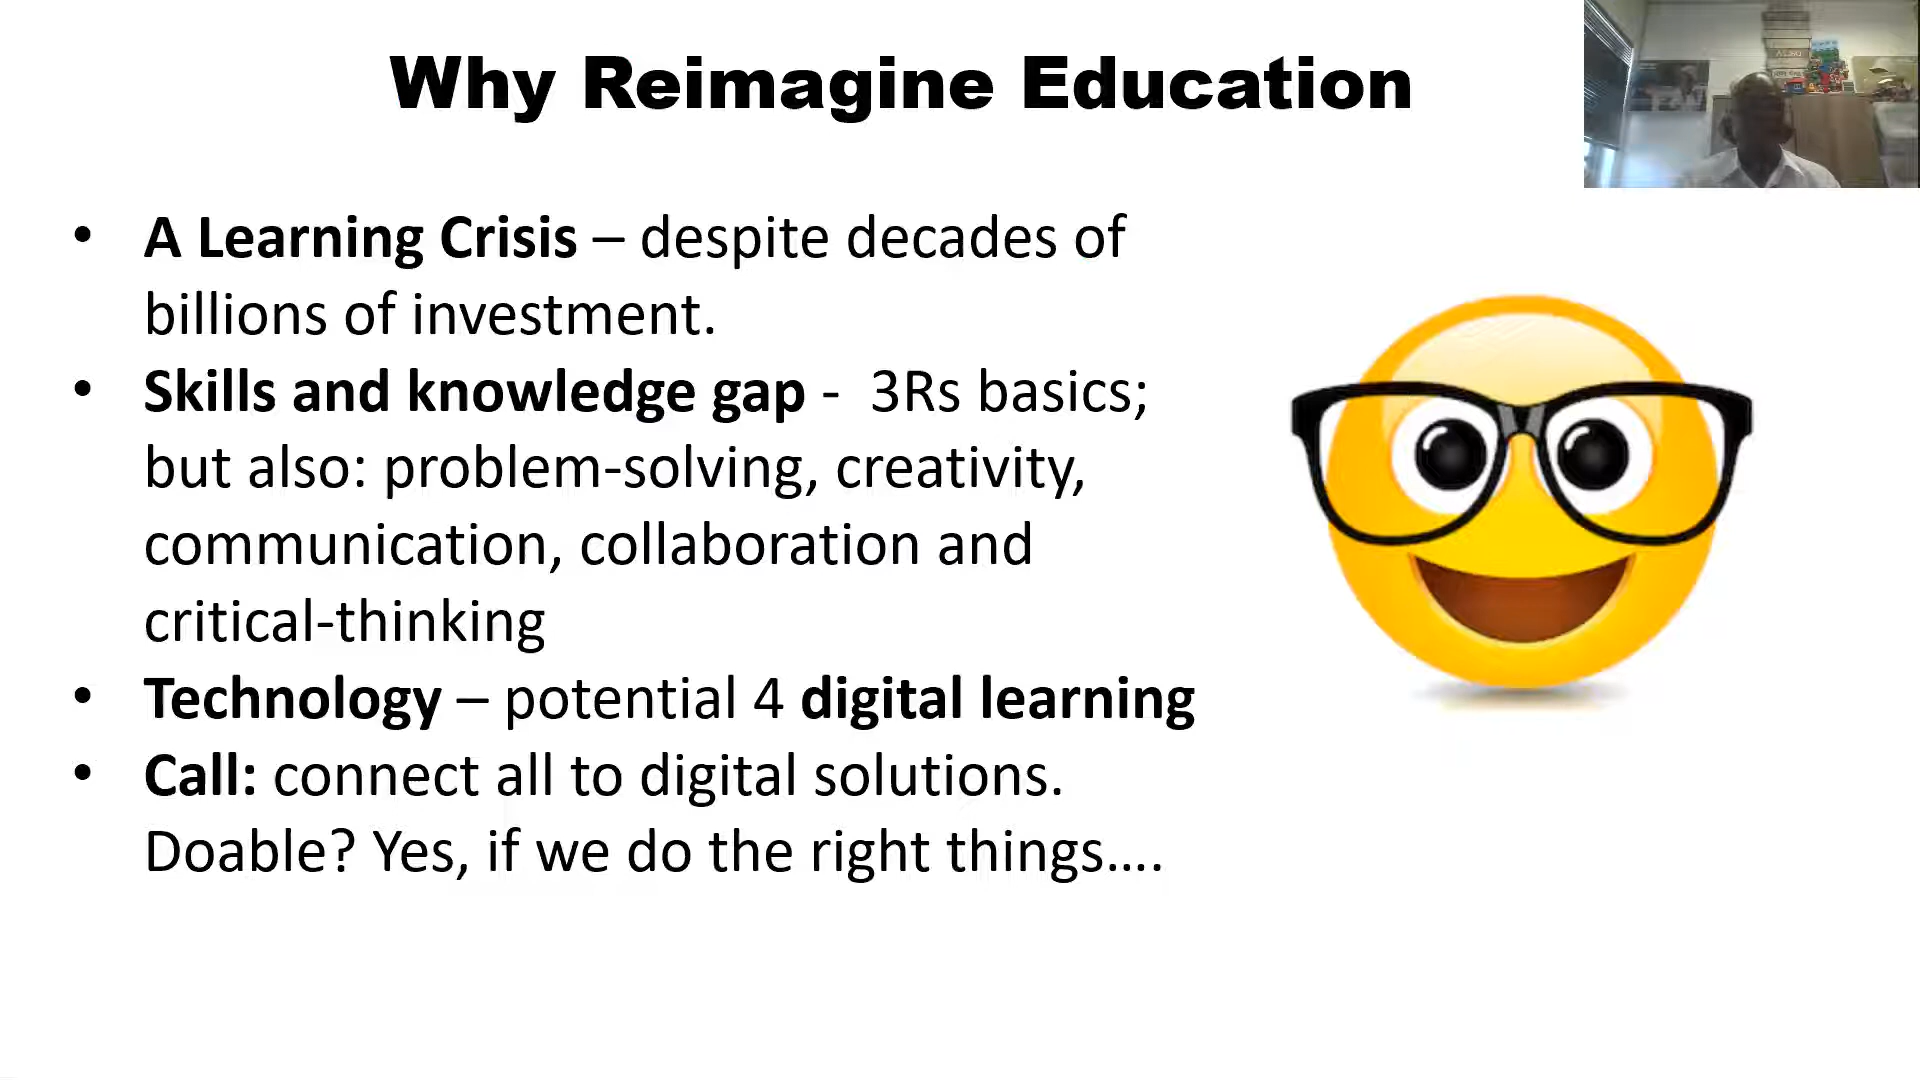 Why Reimagine Education
• A Learning Crisis – despite decades of
billions of investment.
• Skills and knowledge gap - 3Rs basics;
but also: problem-solving, creativity,
communication, collaboration and
critical-thinking
• Technology – potential 4 digital learning
• Call: connect all to digital solutions.
Doable? Yes, if we do the right things....